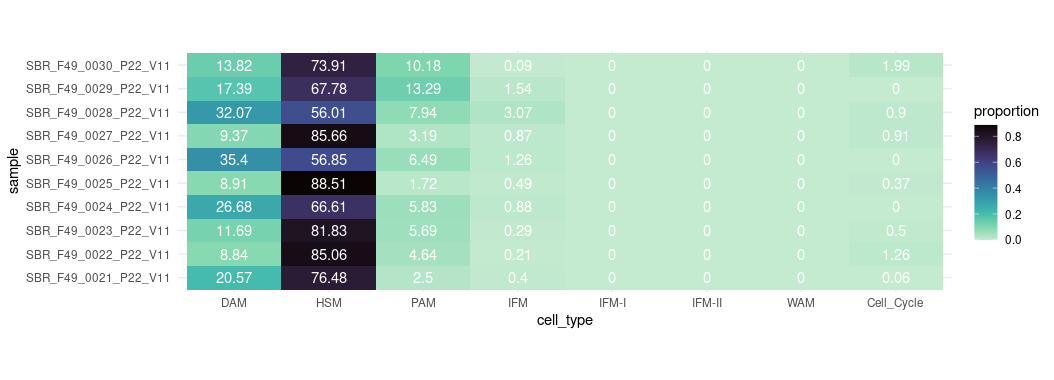 SBR_F49_0030_P22_V11 13.82 73.91 10.18 0.09 0 0 0 1.99
SBR_F49_0029_P22_V11 17.39 67.78 13.29 1.54 0 0 0 0
SBR_F49_0028_P22_V11 32.07 56.01 7.94 3.07 0 0 0 0.9
SBR_F49_0027_P22_V11 9.37 85.66 3.19 0.87 0 0 0 0.91
SBR_F49_0026_P22_V11 35.4 56.85 6.49 1.26 0 0 0 0
SBR_F49_0025_P22_V11 8.91 88.51 1.72 0.49 0 0 0 0.37
SBR_F49_0024_P22_V11 26.68 66.61 5.83 0.88 0 0 0 0
SBR_F49_0023_P22_V11 11.69 81.83 5.69 0.29 0 0 0 0.5
SBR_F49_0022_P22_V11 8.84 85.06 4.64 0.21 0 0 0 1.26
SBR_F49_0021_P22_V11 20.57 76.48 2.5 0.4 0 0 0 0.06
DAM HSM PAM IFM IFM-I IFM-II WAM Cell_Cycle
cell_type
sample
proportion
0.8
0.6
0.4
0.2
0.0